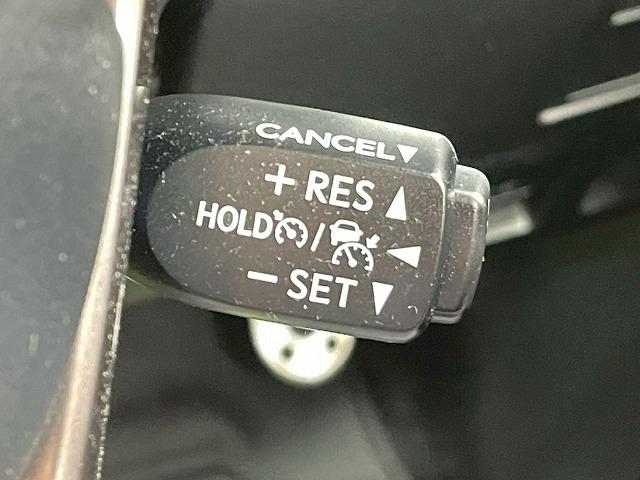 CANCEL▼
+ RES ▲
HOLD / ◀
− SET ▼